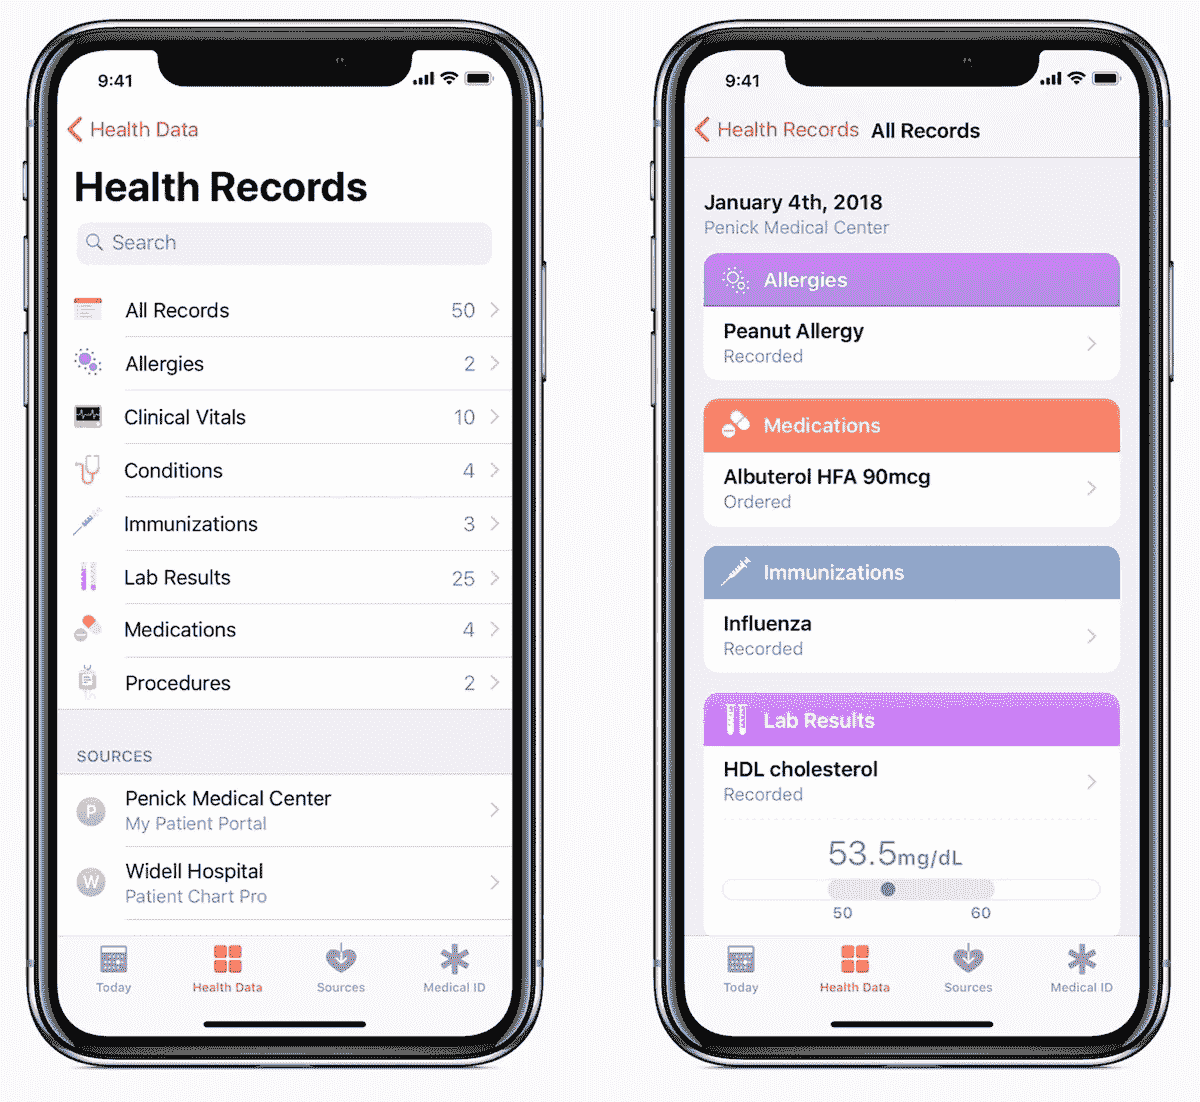 9:41
Health Data
Health Records
Search
All Records 50
Allergies 2
Clinical Vitals 10
Conditions 4
Immunizations 3
Lab Results 25
Medications 4
Procedures 2
SOURCES
P
Penick Medical Center
My Patient Portal
W
Widell Hospital
Patient Chart Pro
Today Health Data Sources Medical ID
9:41
Health Records All Records
January 4th, 2018
Penick Medical Center
Allergies
Peanut Allergy
Recorded
Medications
Albuterol HFA 90mcg
Ordered
Immunizations
Influenza
Recorded
Lab Results
HDL cholesterol
Recorded
53.5mg/dL
50 60
Today Health Data Sources Medical ID